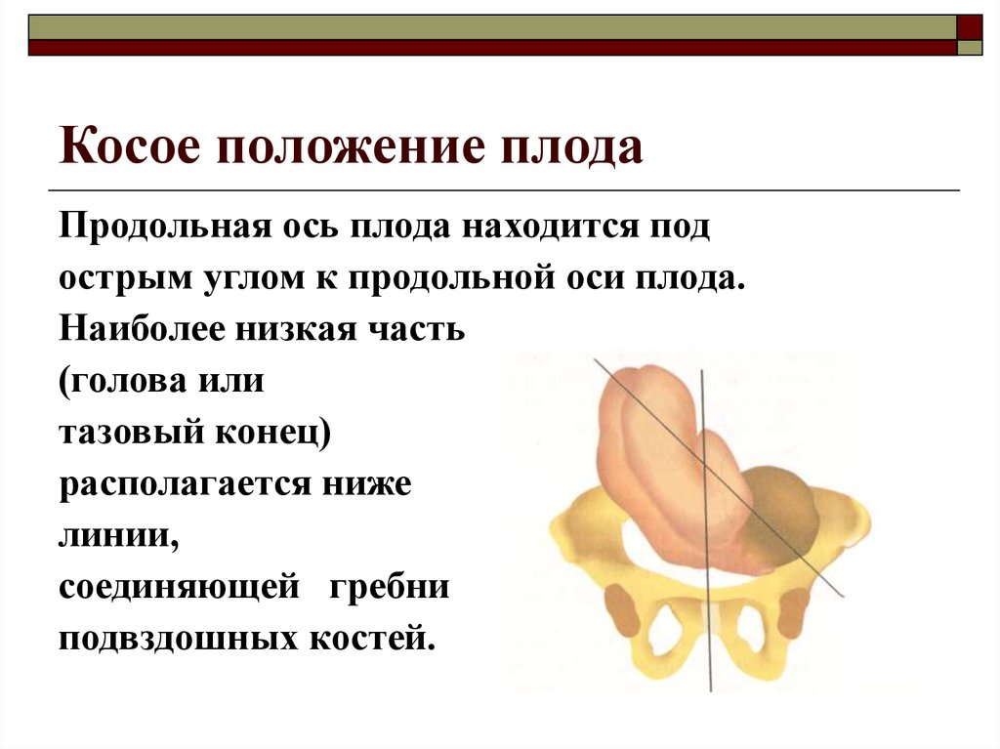 Косое положение плода
Продольная ось плода находится под
острым углом к продольной оси плода.
Наиболее низкая часть
(голова или
тазовый конец)
располагается ниже
линии,
соединяющей гребни
подвздошных костей.